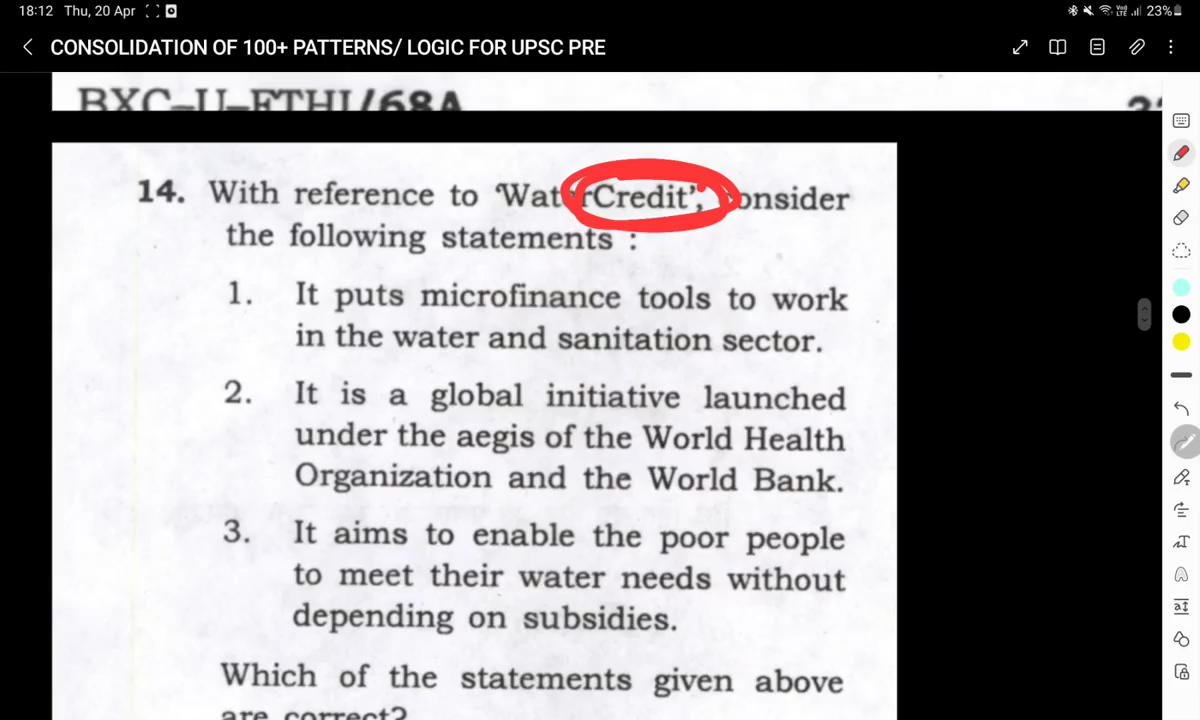 18:12 Thu, 20 Apr
23%
CONSOLIDATION OF 100+ PATTERNS/ LOGIC FOR UPSC PRE
BXC–U–FTHI/68A
14. With reference to ‘WaterCredit’, consider
the following statements :
1. It puts microfinance tools to work
in the water and sanitation sector.
2. It is a global initiative launched
under the aegis of the World Health
Organization and the World Bank.
3. It aims to enable the poor people
to meet their water needs without
depending on subsidies.
Which of the statements given above
are correct?